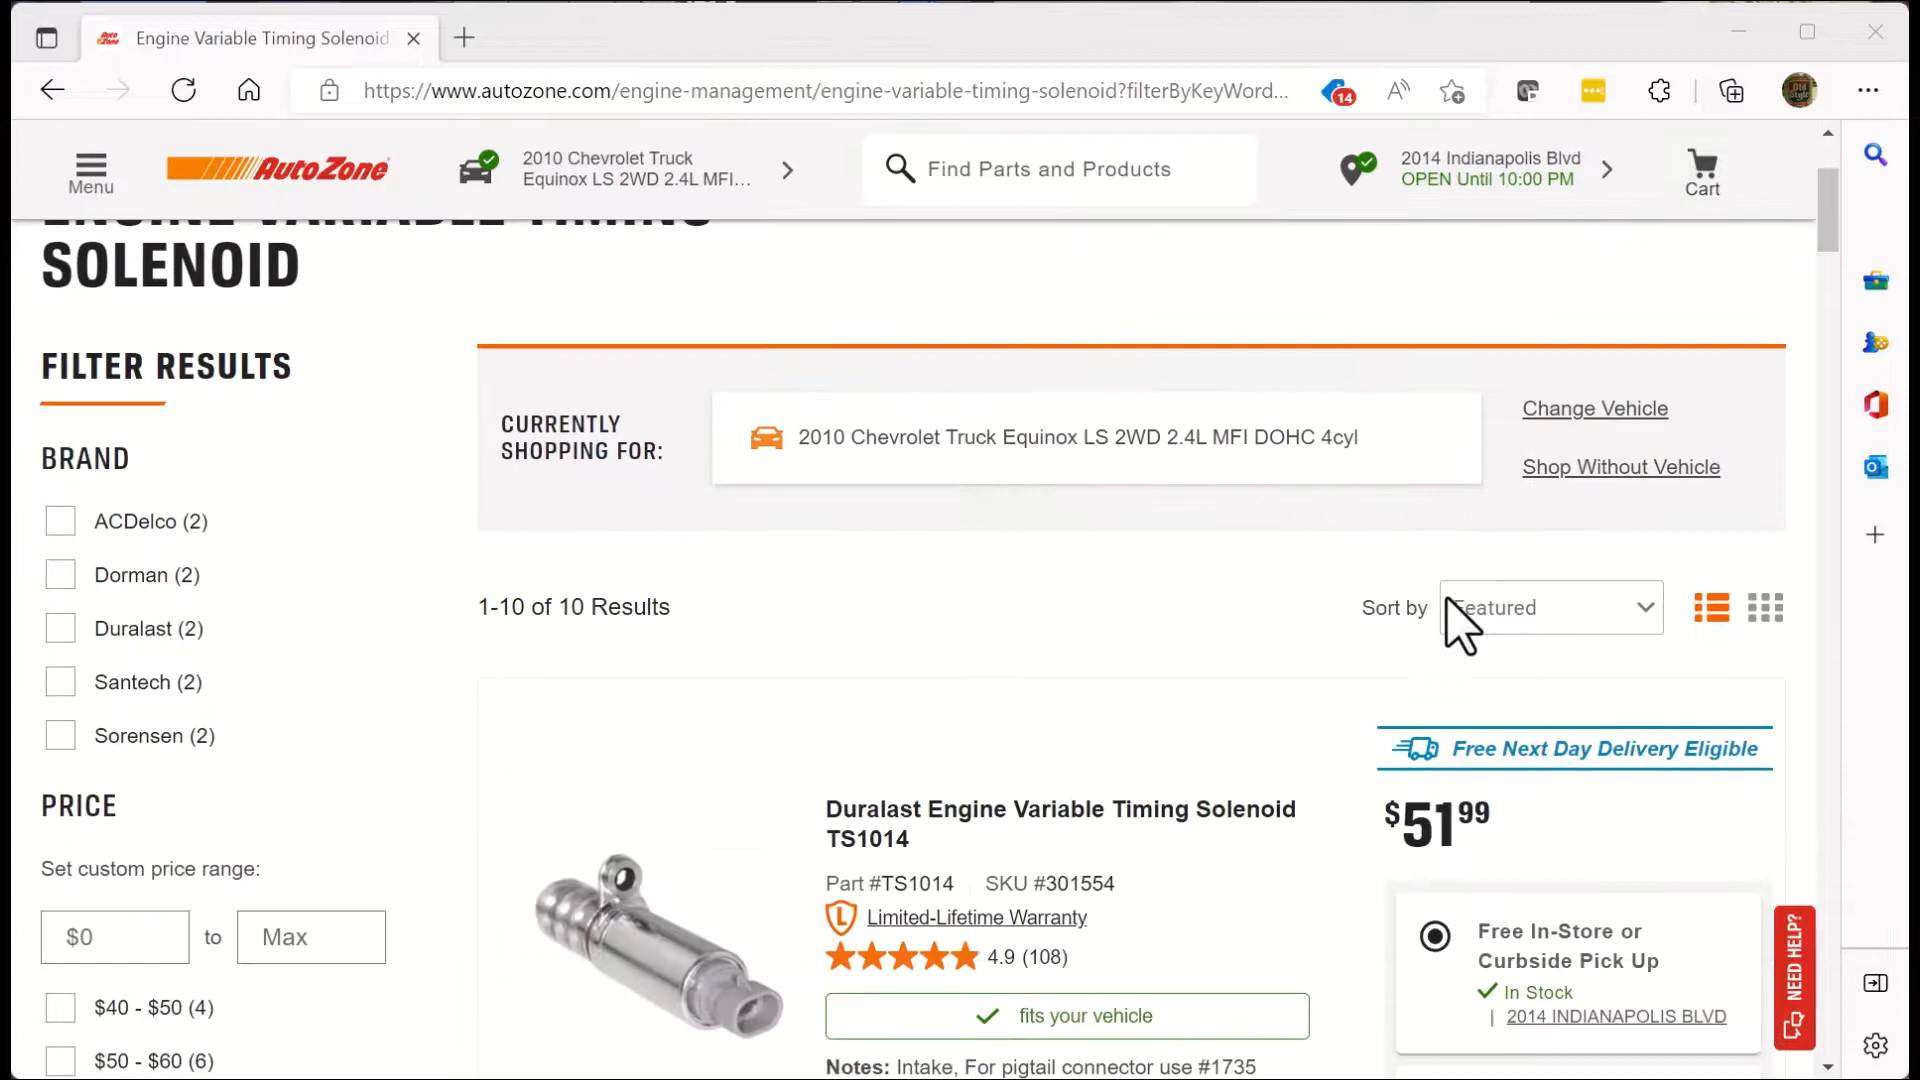 Engine Variable Timing Solenoid
https://www.autozone.com/engine-management/engine-variable-timing-solenoid?filterByKeyWord...
14
Menu
AutoZone
2010 Chevrolet Truck
Equinox LS 2WD 2.4L MFI...
Find Parts and Products
2014 Indianapolis Blvd
OPEN Until 10:00 PM
Cart
ENGINE VARIABLE TIMING
SOLENOID
FILTER RESULTS
BRAND
ACDelco (2)
Dorman (2)
Duralast (2)
Santech (2)
Sorensen (2)
PRICE
Set custom price range:
$0 to Max
$40 - $50 (4)
$50 - $60 (6)
CURRENTLY
SHOPPING FOR:
2010 Chevrolet Truck Equinox LS 2WD 2.4L MFI DOHC 4cyl
Change Vehicle
Shop Without Vehicle
1-10 of 10 Results
Sort by Featured
Duralast Engine Variable Timing Solenoid
TS1014
Part #TS1014 SKU #301554
Limited-Lifetime Warranty
4.9 (108)
fits your vehicle
Notes: Intake, For pigtail connector use #1735
Free Next Day Delivery Eligible
$51 99
Free In-Store or
Curbside Pick Up
In Stock
| 2014 INDIANAPOLIS BLVD
NEED HELP?